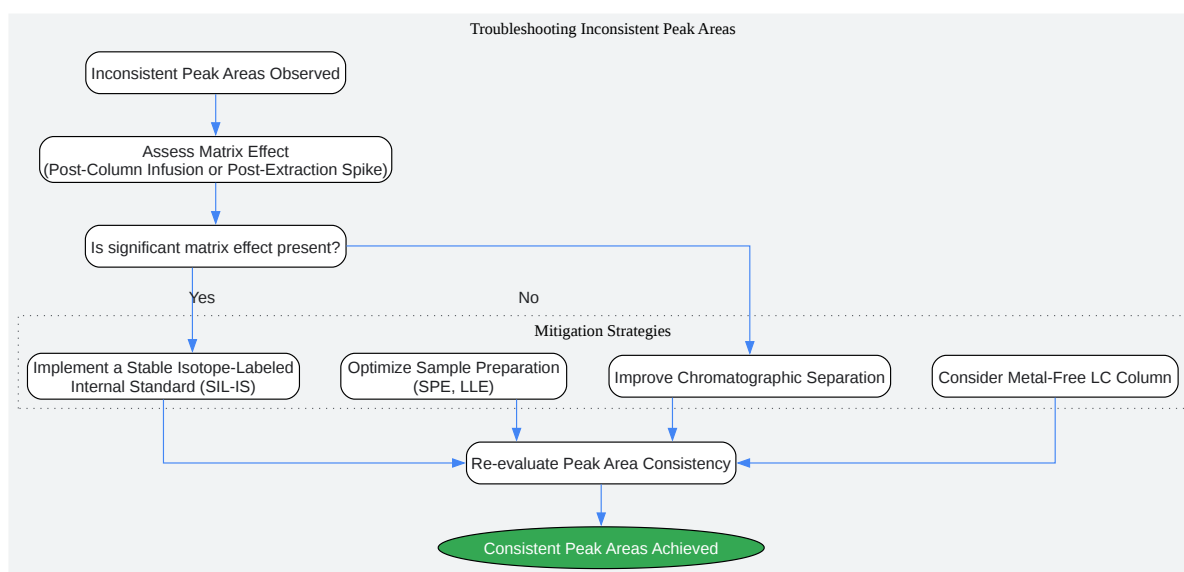 Troubleshooting Inconsistent Peak Areas
Inconsistent Peak Areas Observed
Assess Matrix Effect
(Post-Column Infusion or Post-Extraction Spike)
Is significant matrix effect present?
Yes
No
Mitigation Strategies
Implement a Stable Isotope-Labeled
Internal Standard (SIL-IS)
Optimize Sample Preparation
(SPE, LLE)
Improve Chromatographic Separation
Consider Metal-Free LC Column
Re-evaluate Peak Area Consistency
Consistent Peak Areas Achieved